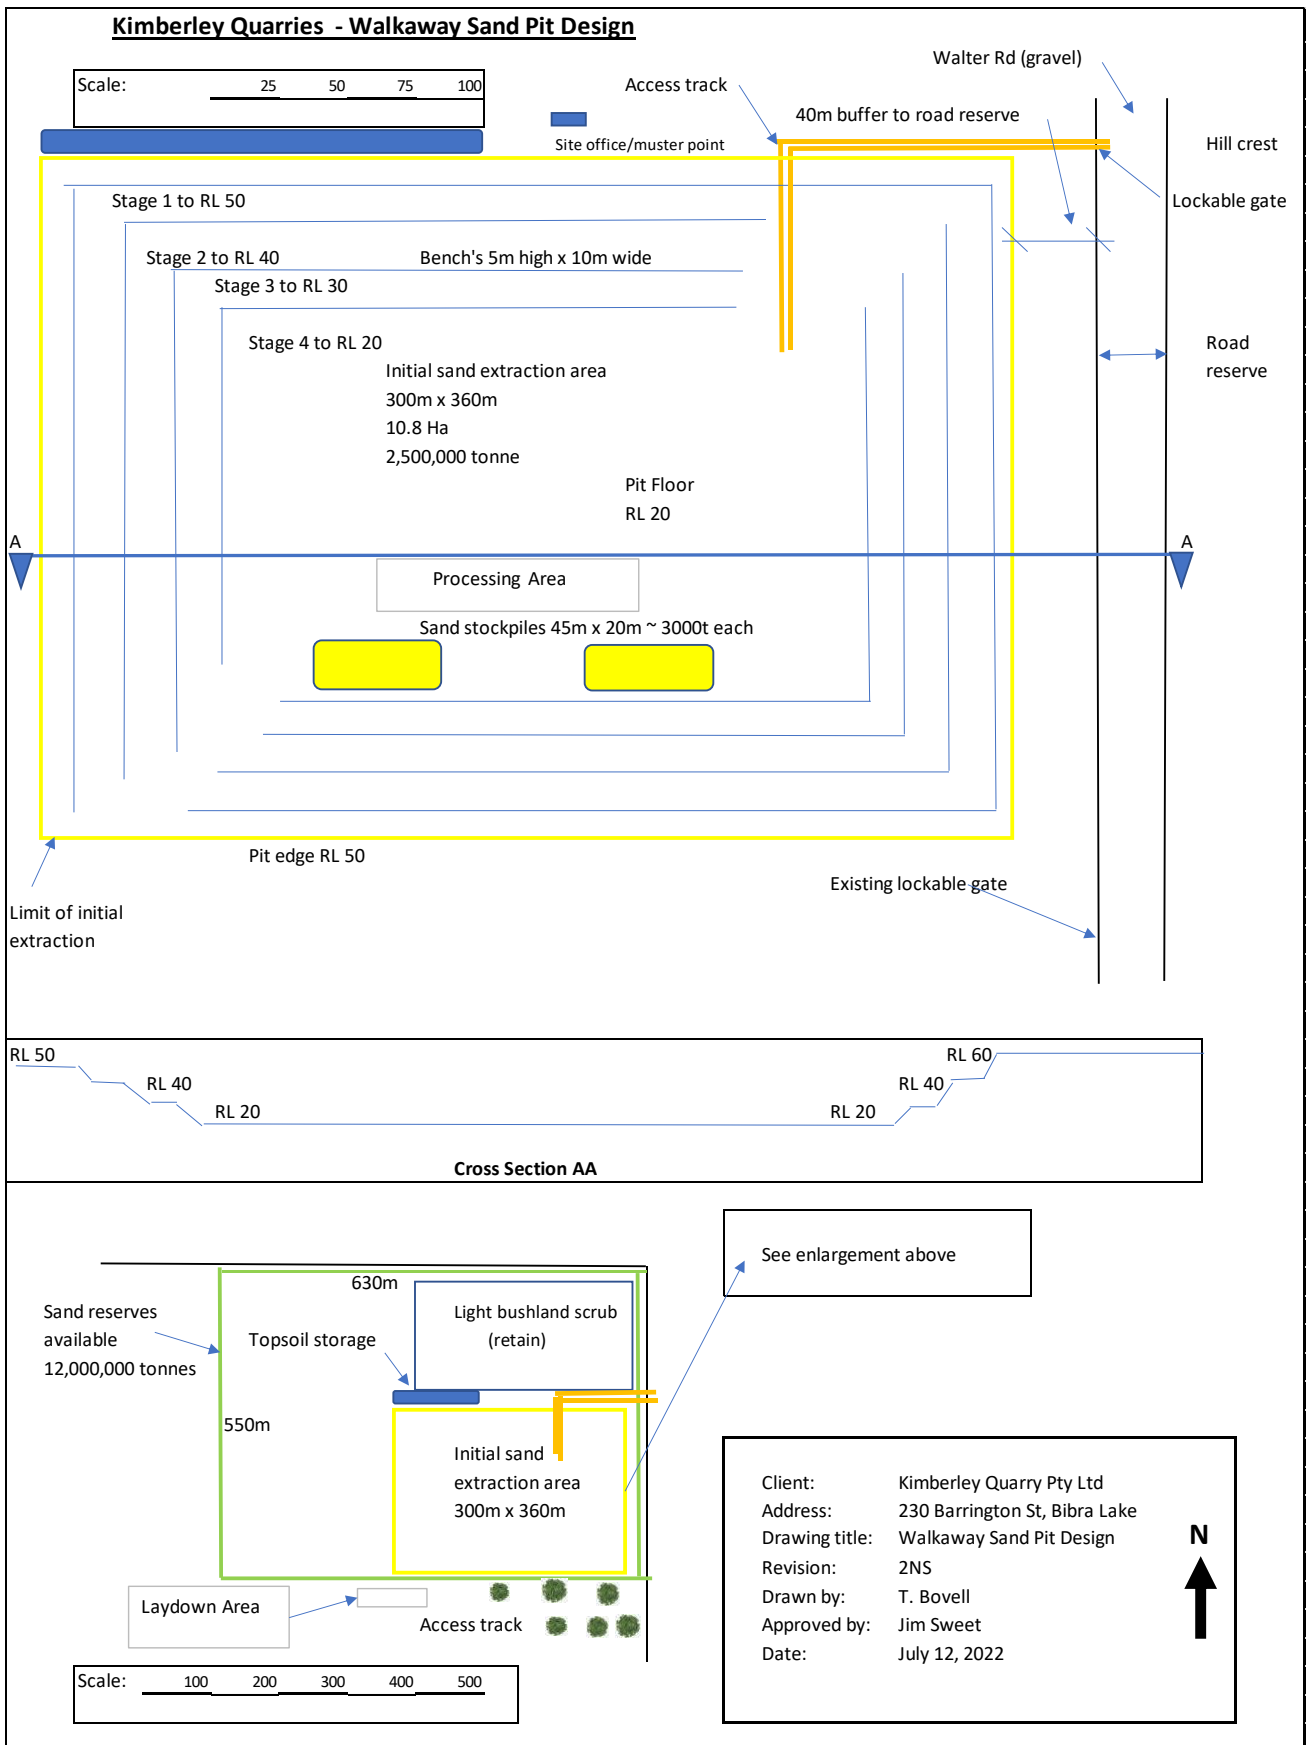 Kimberley Quarries - Walkaway Sand Pit Design
Walter Rd (gravel)
Scale: 25 50 75 100
Access track
40m buffer to road reserve
Site office/muster point
Hill crest
Lockable gate
Stage 1 to RL 50
Stage 2 to RL 40
Bench's 5m high x 10m wide
Stage 3 to RL 30
Stage 4 to RL 20
Road
reserve
Initial sand extraction area
300m x 360m
10.8 Ha
2,500,000 tonne
Pit Floor
RL 20
A
A
Processing Area
Sand stockpiles 45m x 20m ~ 3000t each
Pit edge RL 50
Existing lockable gate
Limit of initial
extraction
RL 50
RL 60
RL 40
RL 40
RL 20
RL 20
Cross Section AA
See enlargement above
630m
Sand reserves
available
12,000,000 tonnes
Light bushland scrub
(retain)
Topsoil storage
550m
Initial sand
extraction area
300m x 360m
Client: Kimberley Quarry Pty Ltd
Address: 230 Barrington St, Bibra Lake
Drawing title: Walkaway Sand Pit Design
Revision: 2NS
Drawn by: T. Bovell
Approved by: Jim Sweet
Date: July 12, 2022
N
Laydown Area
Access track
Scale: 100 200 300 400 500